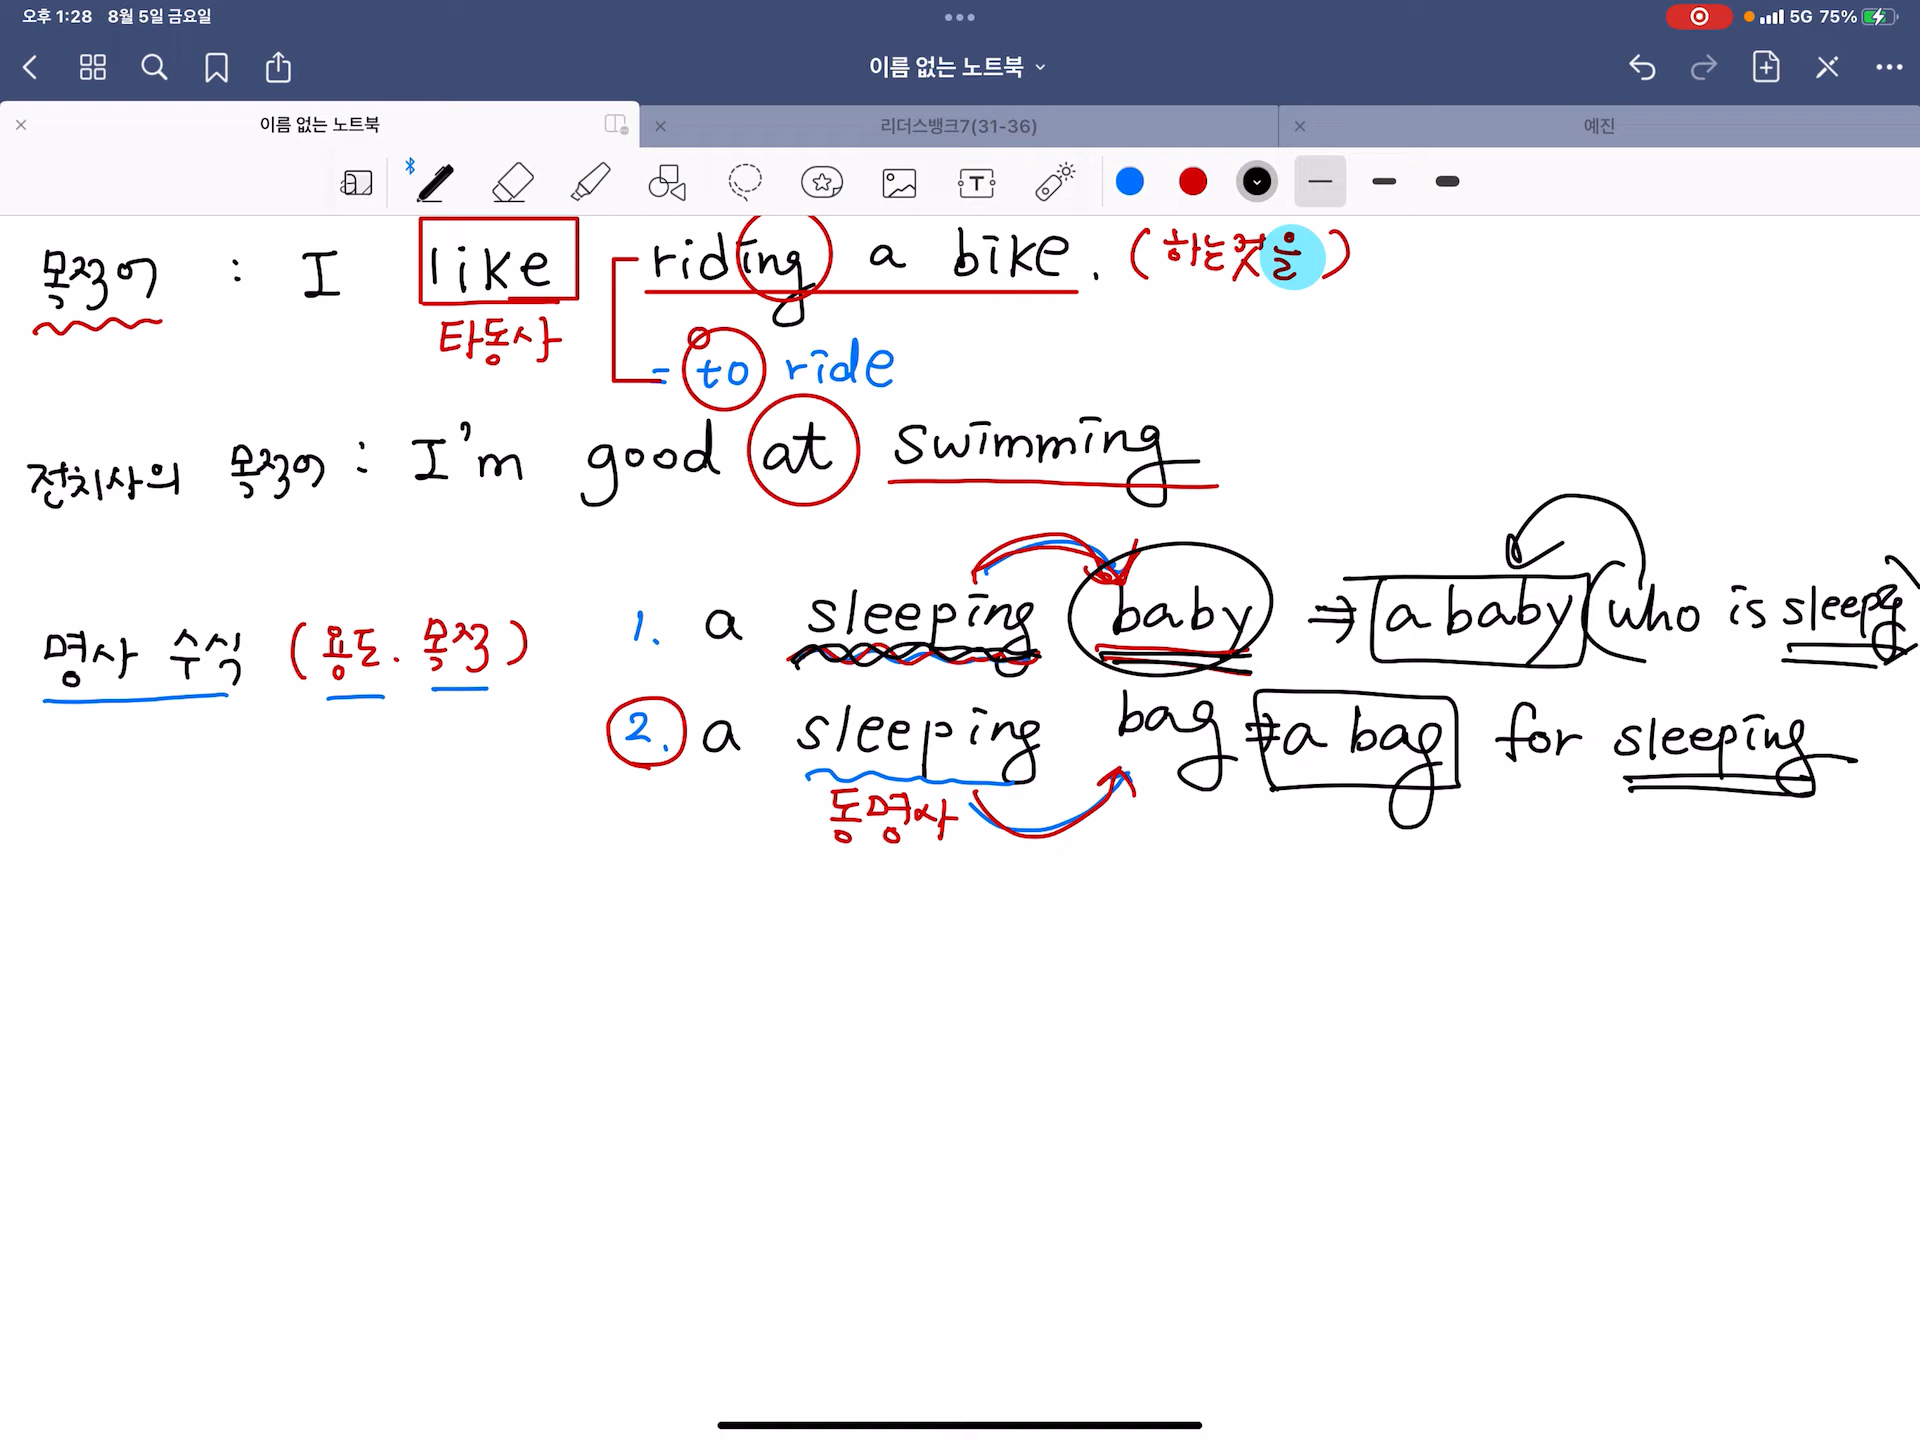 오후 1:28 8월 5일 금요일 5G 75%
이름 없는 노트북
이름 없는 노트북 리더스뱅크7(31-36) 예진
목적어 : I like riding a bike. (하는것을)
타동사
= to ride
전치사의 목적어 : I'm good at swimming
명사 수식 (용도. 목적) 1. a sleeping baby ⇒ a baby (who is sleepg)
2. a sleeping bag ⇒ a bag for sleeping
동명사